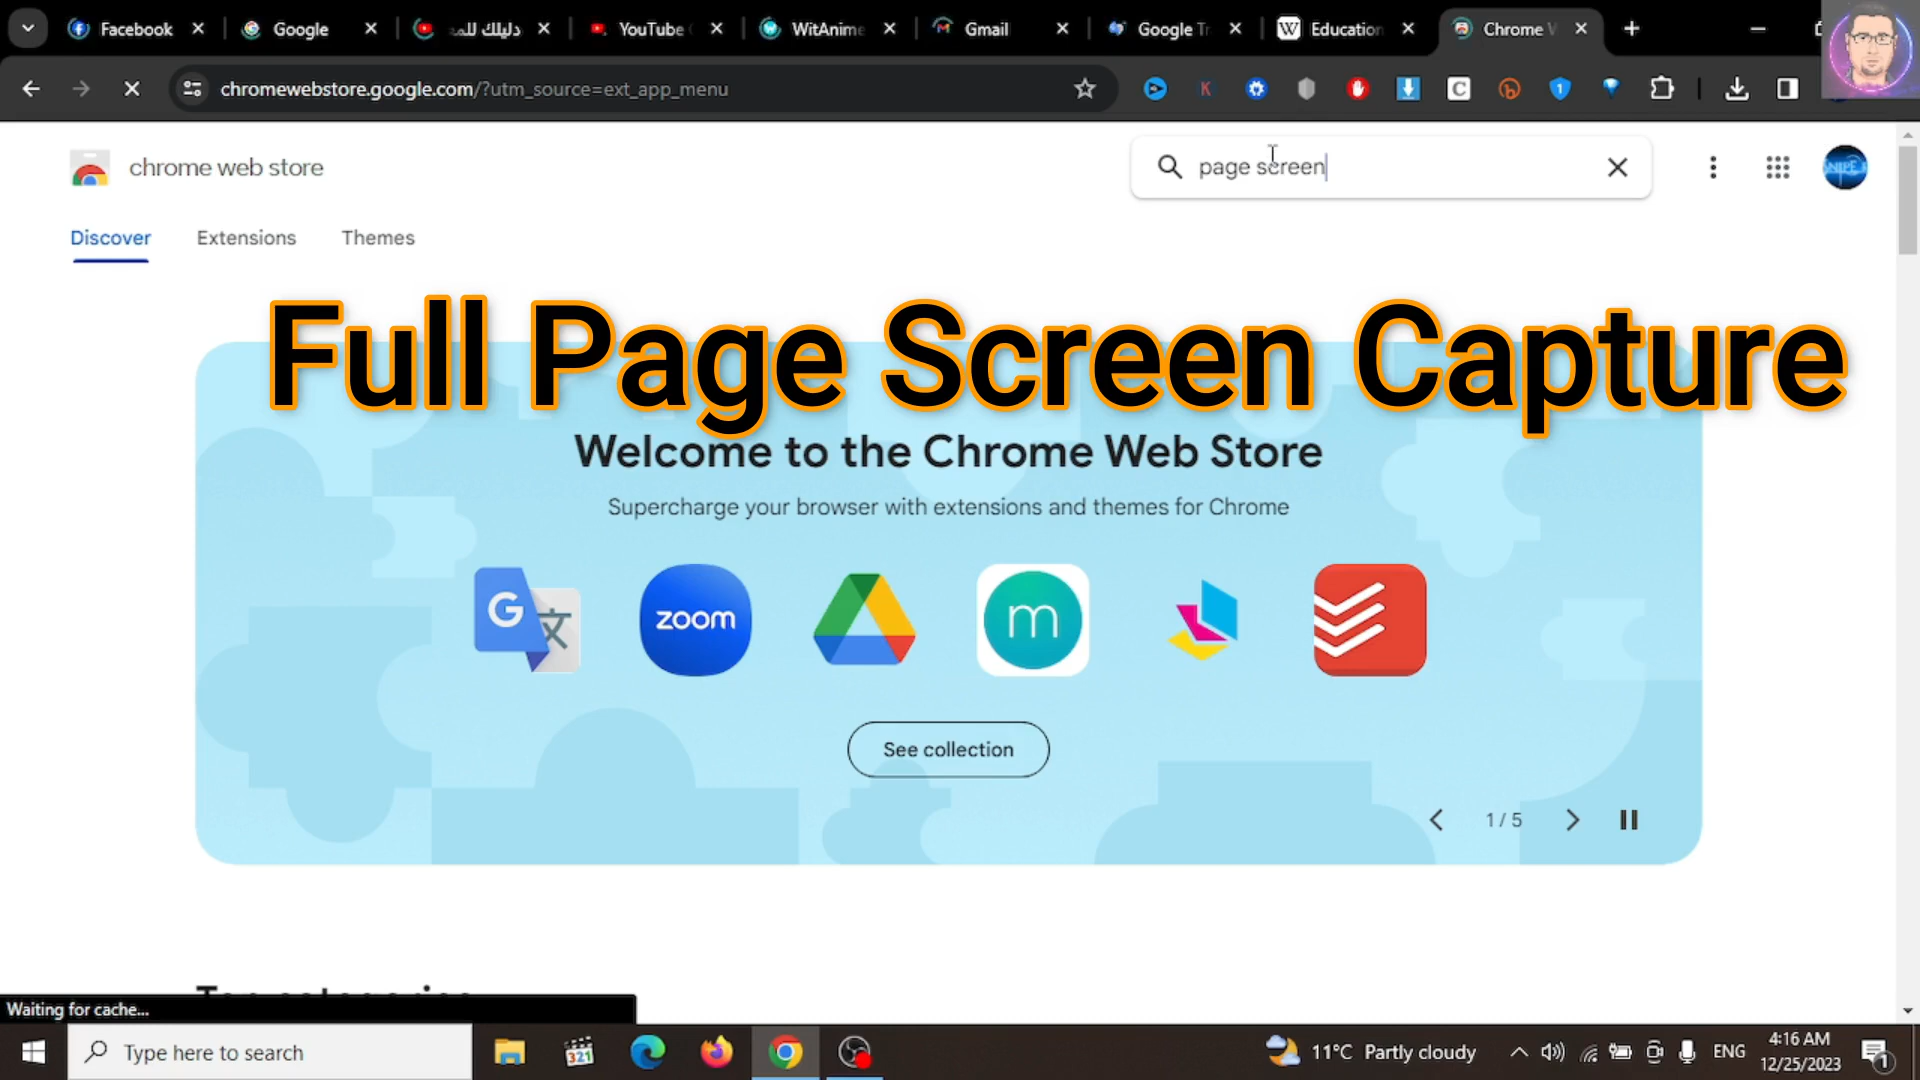 Facebook
Google
دليلك للمد
YouTube
WitAnime
Gmail
Google Tr
Education
Chrome W
chromewebstore.google.com/?utm_source=ext_app_menu
chrome web store
page screen
Discover
Extensions
Themes
Full Page Screen Capture
Welcome to the Chrome Web Store
Supercharge your browser with extensions and themes for Chrome
G
zoom
m
See collection
1 / 5
Waiting for cache...
Type here to search
321
11°C Partly cloudy
ENG
4:16 AM
12/25/2023
1